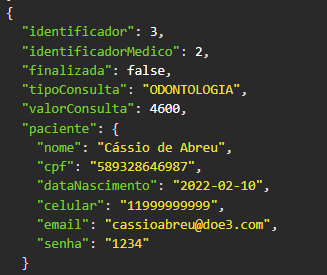 {
"identificador": 3,
"identificadorMedico": 2,
"finalizada": false,
"tipoConsulta": "ODONTOLOGIA",
"valorConsulta": 4600,
"paciente": {
"nome": "Cássio de Abreu",
"cpf": "589328646987",
"dataNascimento": "2022-02-10",
"celular": "11999999999",
"email": "cassioabreu@doe3.com",
"senha": "1234"
}